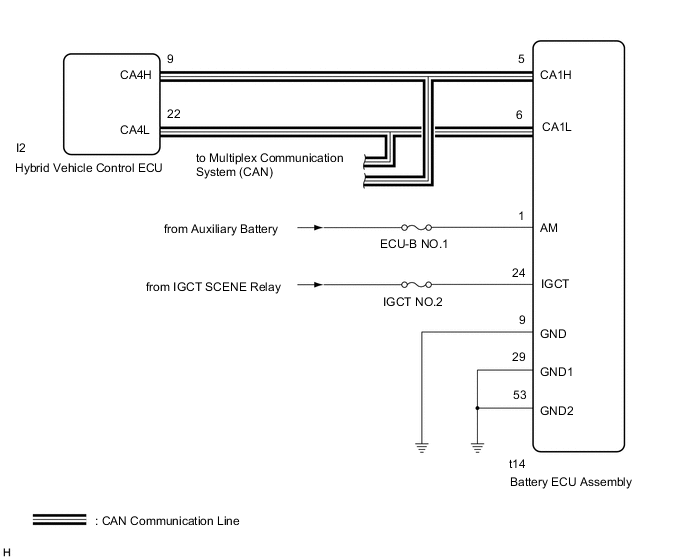 9
5
CA4H
CA1H
22
6
CA4L
CA1L
I2
Hybrid Vehicle Control ECU
to Multiplex Communication
System (CAN)
1
from Auxiliary Battery
AM
ECU-B NO.1
24
from IGCT SCENE Relay
IGCT
IGCT NO.2
9
GND
29
GND1
53
GND2
t14
Battery ECU Assembly
: CAN Communication Line
H